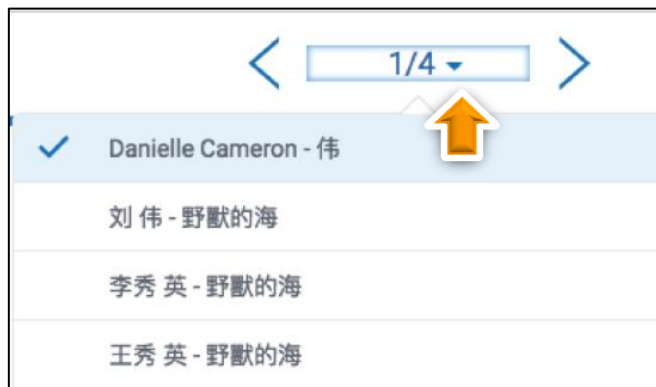 1/4
Danielle Cameron - 伟
刘 伟 - 野獸的海
李秀 英 - 野獸的海
王秀 英 - 野獸的海